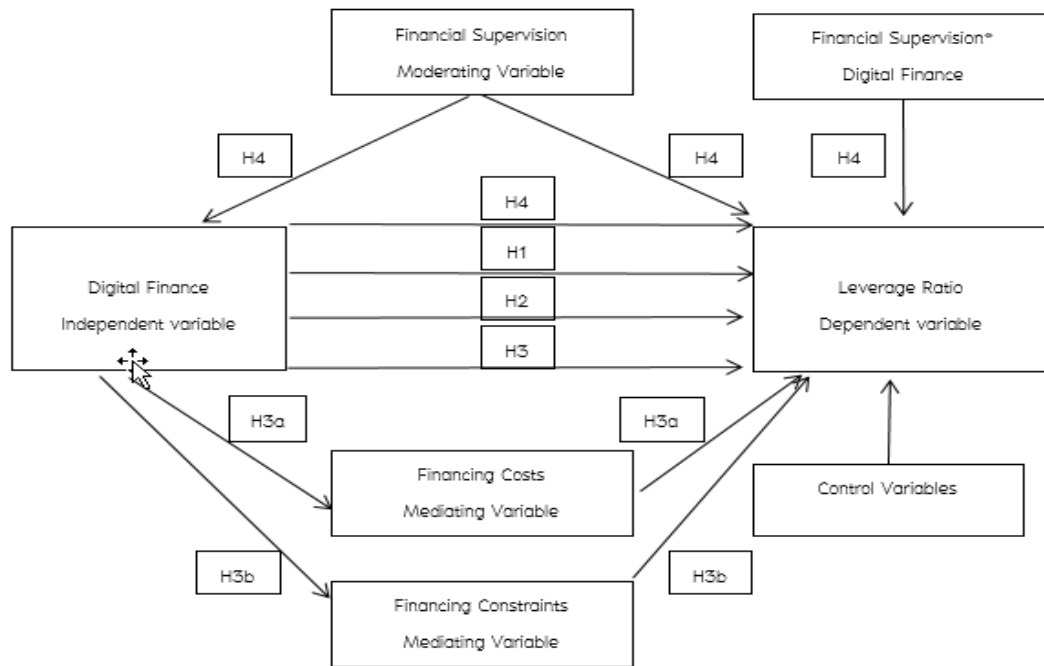 Financial Supervision
Moderating Variable
Financial Supervision*
Digital Finance
H4
H4
H4
H4
H1
H2
H3
Digital Finance
Independent variable
Leverage Ratio
Dependent variable
H3a
H3a
Financing Costs
Mediating Variable
Control Variables
H3b
H3b
Financing Constraints
Mediating Variable